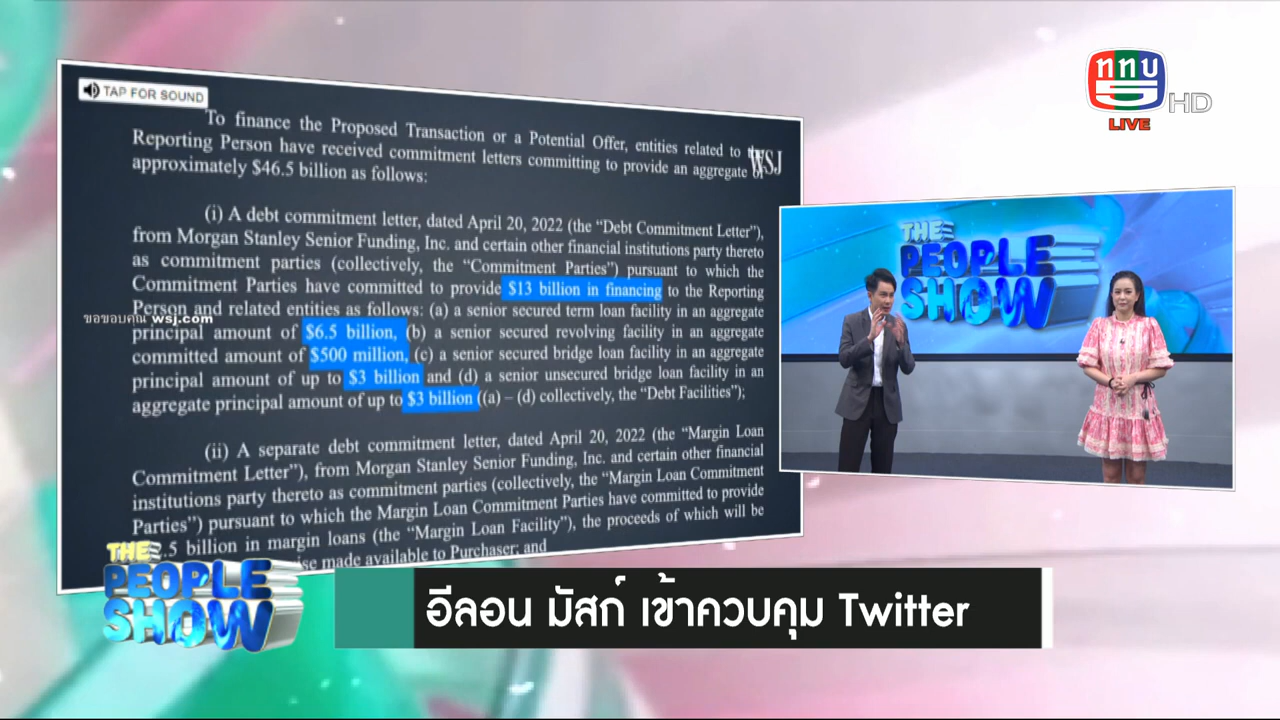 TAP FOR SOUND
To finance the Proposed Transaction or a Potential Offer, entities related to
Reporting Person have received commitment letters committing to provide an aggregate of
approximately $46.5 billion as follows:
WSJ
(i) A debt commitment letter, dated April 20, 2022 (the “Debt Commitment Letter”),
from Morgan Stanley Senior Funding, Inc. and certain other financial institutions party thereto
as commitment parties (collectively, the “Commitment Parties”) pursuant to which the
Commitment Parties have committed to provide $13 billion in financing to the Reporting
Person and related entities as follows: (a) a senior secured term loan facility in an aggregate
ขอขอบคุณ wsj.com
principal amount of $6.5 billion, (b) a senior secured revolving facility in an aggregate
committed amount of $500 million, (c) a senior secured bridge loan facility in an aggregate
principal amount of up to $3 billion and (d) a senior unsecured bridge loan facility in an
aggregate principal amount of up to $3 billion ((a) – (d) collectively, the “Debt Facilities”);
(ii) A separate debt commitment letter, dated April 20, 2022 (the “Margin Loan
Commitment Letter”), from Morgan Stanley Senior Funding, Inc. and certain other financial
institutions party thereto as commitment parties (collectively, the “Margin Loan Commitment
Parties”) pursuant to which the Margin Loan Commitment Parties have committed to provide
.5 billion in margin loans (the “Margin Loan Facility”), the proceeds of which will be
made available to Purchaser; and
ททบ
5
HD
LIVE
THE
PEOPLE
SHOW
THE
PEOPLE
SHOW
อีลอน มัสก์ เข้าควบคุม Twitter